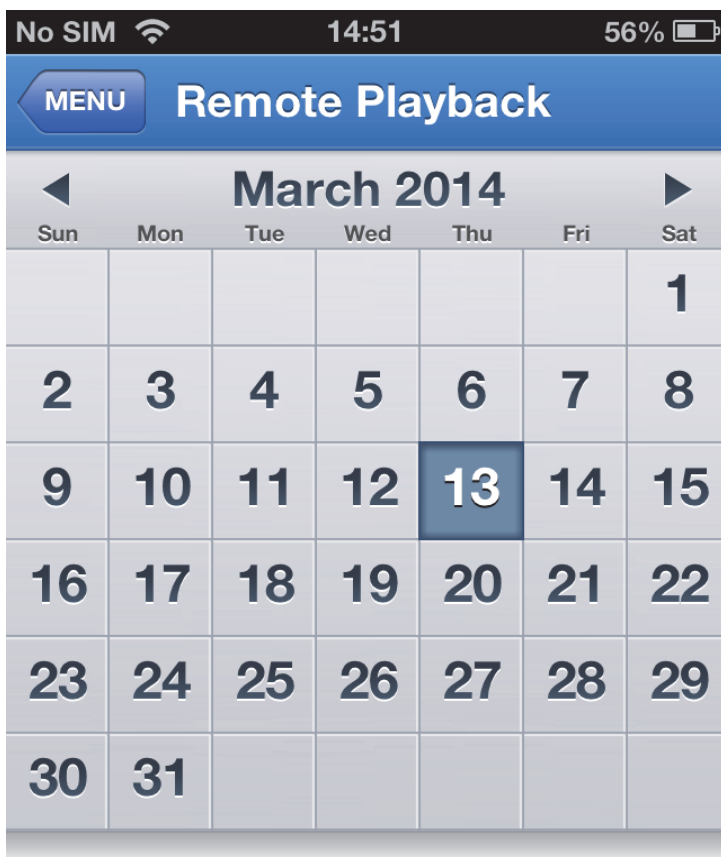 No SIM 14:51 56%
MENU Remote Playback
March 2014
Sun Mon Tue Wed Thu Fri Sat
1
2 3 4 5 6 7 8
9 10 11 12 13 14 15
16 17 18 19 20 21 22
23 24 25 26 27 28 29
30 31